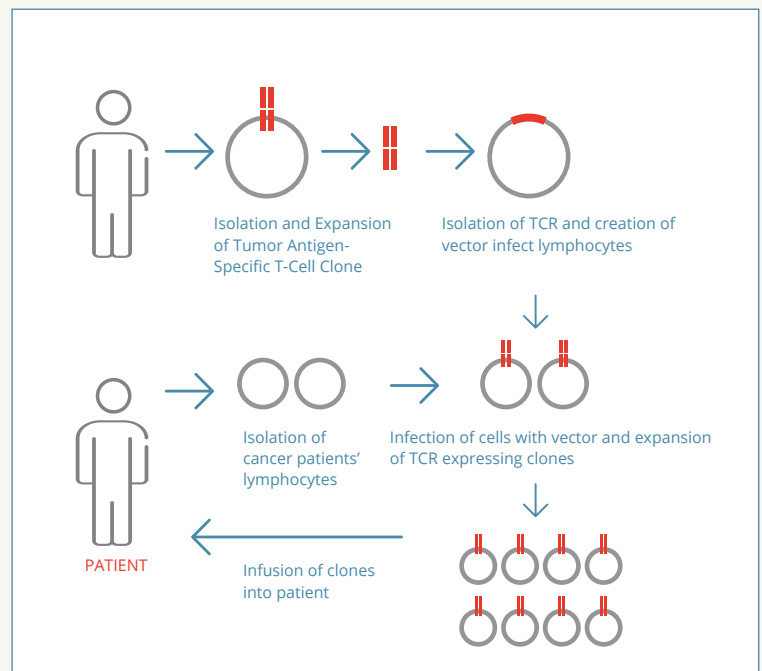 Isolation and Expansion
of Tumor Antigen-
Specific T-Cell Clone
Isolation of TCR and creation of
vector infect lymphocytes
Isolation of
cancer patients’
lymphocytes
Infection of cells with vector and expansion
of TCR expressing clones
PATIENT
Infusion of clones
into patient